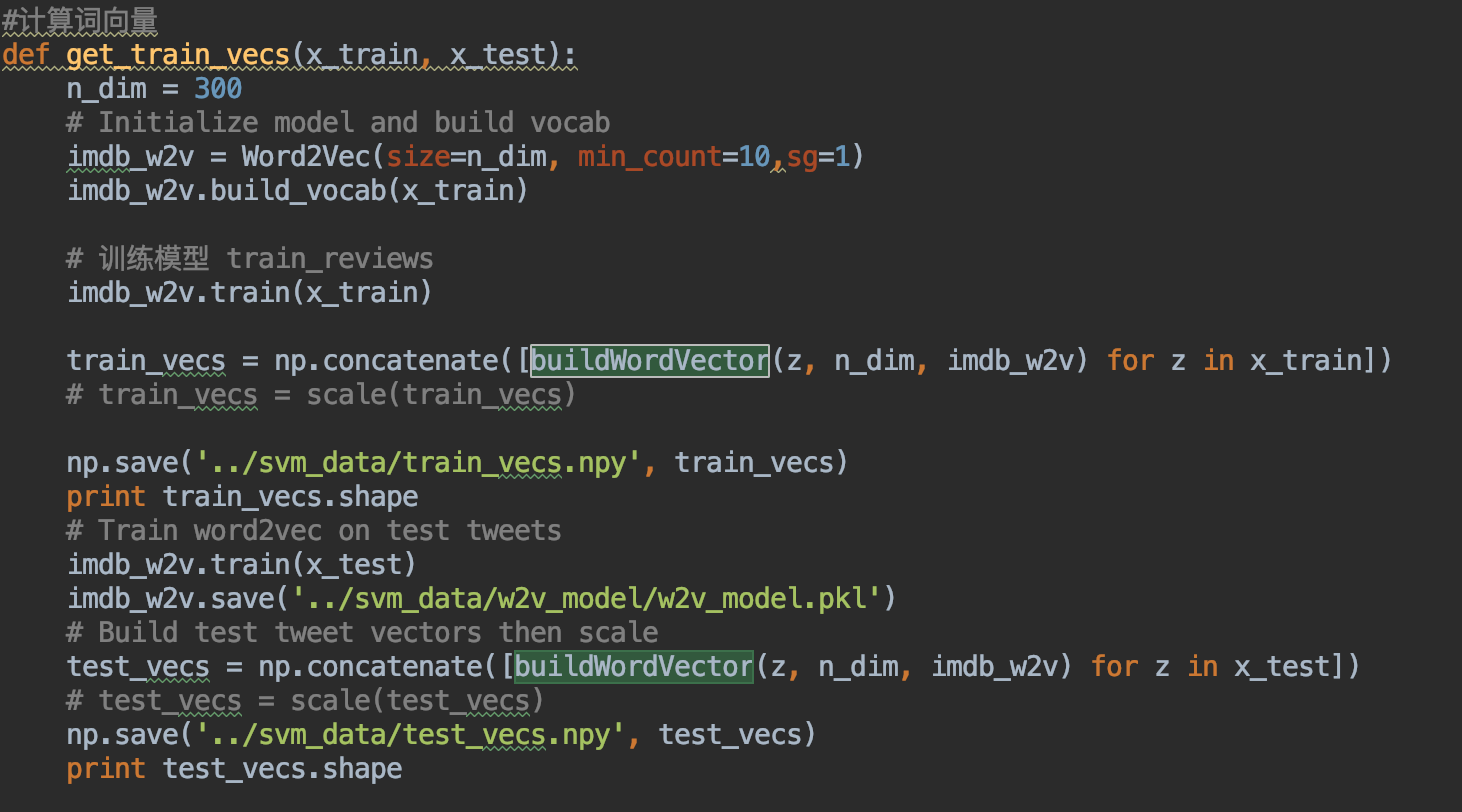 #计算词向量
def get_train_vecs(x_train, x_test):
    n_dim = 300
    # Initialize model and build vocab
    imdb_w2v = Word2Vec(size=n_dim, min_count=10,sg=1)
    imdb_w2v.build_vocab(x_train)

    # 训练模型 train_reviews
    imdb_w2v.train(x_train)

    train_vecs = np.concatenate([buildWordVector(z, n_dim, imdb_w2v) for z in x_train])
    # train_vecs = scale(train_vecs)

    np.save('../svm_data/train_vecs.npy', train_vecs)
    print train_vecs.shape
    # Train word2vec on test tweets
    imdb_w2v.train(x_test)
    imdb_w2v.save('../svm_data/w2v_model/w2v_model.pkl')
    # Build test tweet vectors then scale
    test_vecs = np.concatenate([buildWordVector(z, n_dim, imdb_w2v) for z in x_test])
    # test_vecs = scale(test_vecs)
    np.save('../svm_data/test_vecs.npy', test_vecs)
    print test_vecs.shape